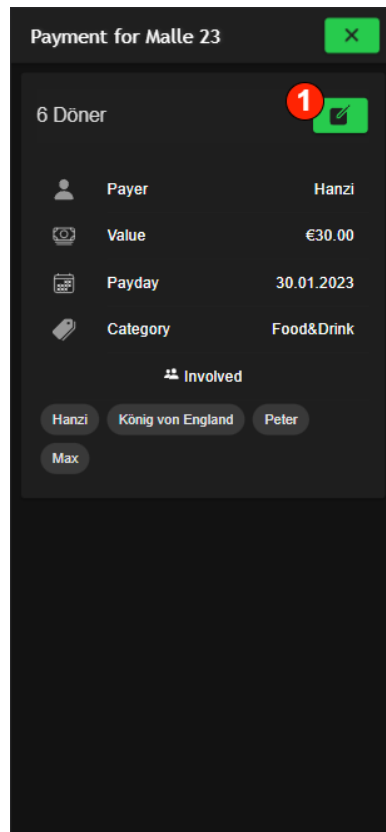 Payment for Malle 23
6 Döner
1
Payer Hanzi
Value €30.00
Payday 30.01.2023
Category Food&Drink
Involved
Hanzi König von England Peter
Max